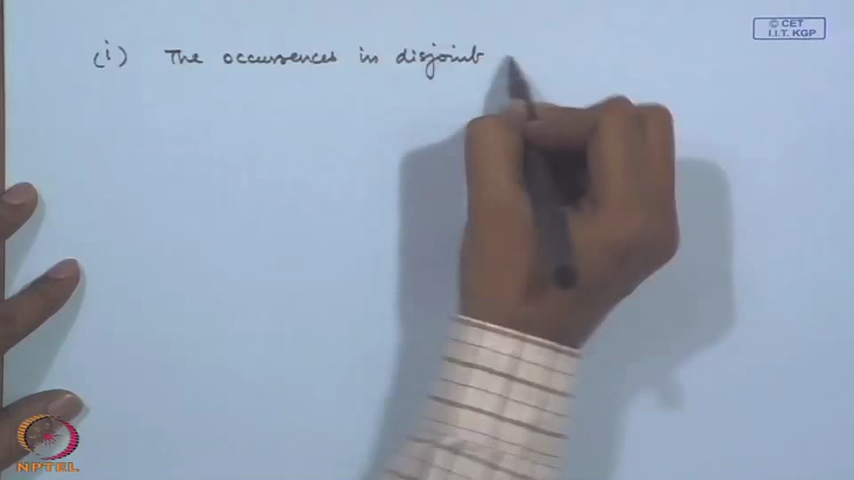 © CET
I.I.T. KGP
(i) The occurrences in disjoint
NPTEL